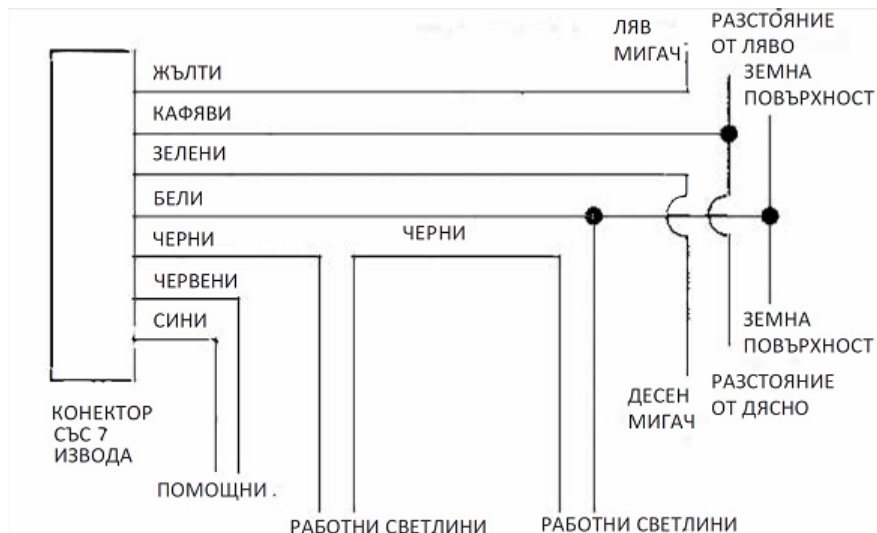 ЛЯВ
МИГАЧ
РАЗСТОЯНИЕ
ОТ ЛЯВО
ЗЕМНА
ПОВЪРХНОСТ
ЖЪЛТИ
КАФЯВИ
ЗЕЛЕНИ
БЕЛИ
ЧЕРНИ
ЧЕРНИ
ЧЕРВЕНИ
СИНИ
ЗЕМНА
ПОВЪРХНОСТ
ДЕСЕН
МИГАЧ
РАЗСТОЯНИЕ
ОТ ДЯСНО
КОНЕКТОР
СЪС 7
ИЗВОДА
ПОМОЩНИ .
РАБОТНИ СВЕТЛИНИ
РАБОТНИ СВЕТЛИНИ